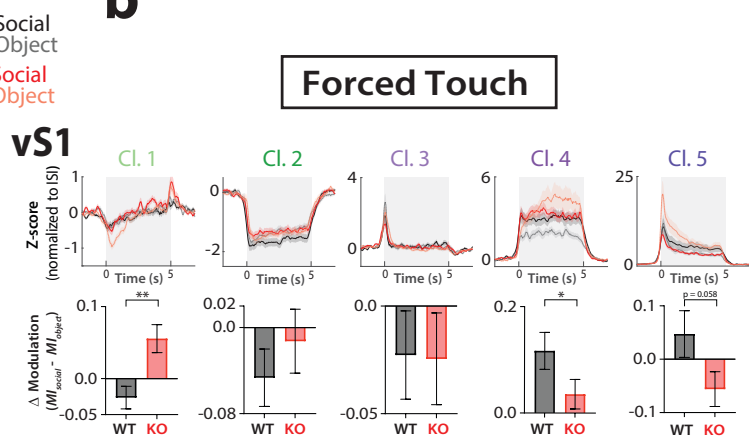 b
Social
Object
Social
Object
Forced Touch
vS1
Cl. 1 Cl. 2 Cl. 3 Cl. 4 Cl. 5
Z-score
(normalized to ISI)
1
0
-1
0 Time (s) 5
0
-2
0 Time (s) 5
4
0
0 Time (s) 5
6
0
0 Time (s) 5
25
0
0 Time (s) 5
Δ Modulation
(MIsocial - MIobject)
0.1
0.0
-0.05
**
WT KO
0.02
0.0
-0.08
WT KO
0.0
-0.05
WT KO
0.2
0.0
*
WT KO
0.1
0.0
-0.1
p = 0.058
WT KO